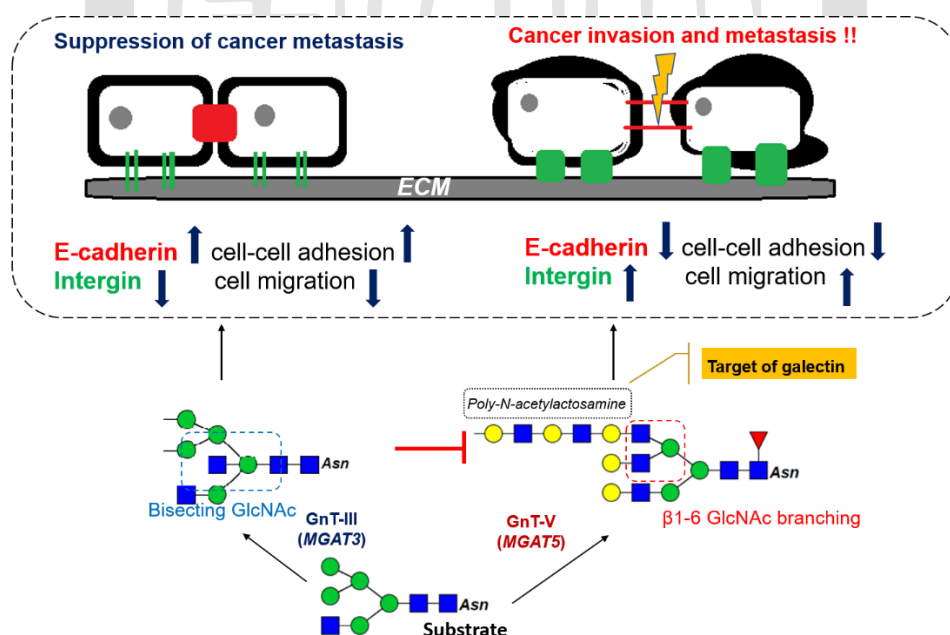 Suppression of cancer metastasis
Cancer invasion and metastasis !!
ECM
E-cadherin cell-cell adhesion
Intergin cell migration
E-cadherin cell-cell adhesion
Intergin cell migration
Target of galectin
Poly-N-acetylactosamine
Asn
Asn
Bisecting GlcNAc
β1-6 GlcNAc branching
GnT-III
(MGAT3)
GnT-V
(MGAT5)
Asn
Substrate